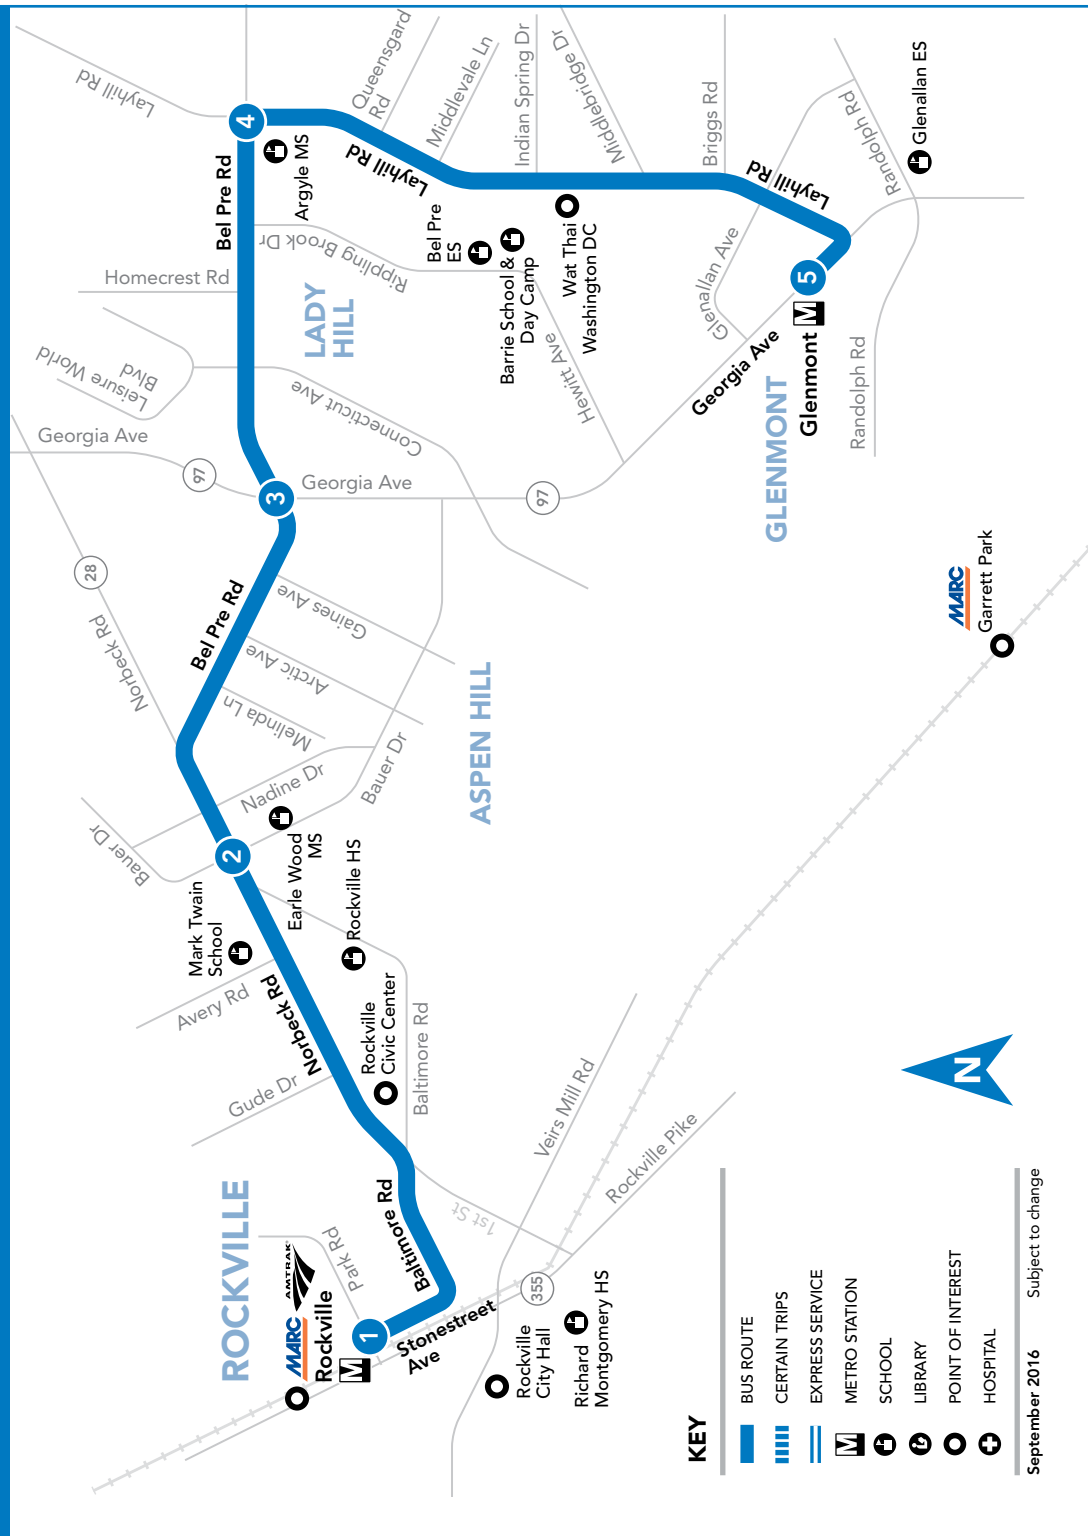 ROCKVILLE
MARC
AMTRAK
Rockville
M
1
Park Rd
Stonestreet
Ave
Baltimore Rd
1st St
355
Rockville
City Hall
Richard
Montgomery HS
Veirs Mill Rd
Rockville Pike
Gude Dr
Avery Rd
Norbeck Rd
Rockville
Civic Center
Baltimore Rd
Rockville HS
Mark Twain
School
Earle Wood
MS
2
Bauer Dr
Nadine Dr
Bauer Dr
Norbeck Rd
28
Melinda Ln
Arctic Ave
Gaines Ave
Bel Pre Rd
ASPEN HILL
3
97
Georgia Ave
Georgia Ave
97
Leisure World
Blvd
Connecticut Ave
Homecrest Rd
LADY
HILL
Bel Pre Rd
Rippling Brook Dr
4
Argyle MS
Layhill Rd
Layhill Rd
Queensgard
Rd
Middlevale Ln
Indian Spring Dr
Middlebridge Dr
Briggs Rd
Bel Pre
ES
Barrie School &
Day Camp
Wat Thai
Washington DC
Hewitt Ave
Glenallan Ave
Layhill Rd
Georgia Ave
5
M
Glenmont
GLENMONT
Randolph Rd
Randolph Rd
Glenallan ES
MARC
Garrett Park
N
KEY
BUS ROUTE
CERTAIN TRIPS
EXPRESS SERVICE
M
METRO STATION
SCHOOL
LIBRARY
POINT OF INTEREST
HOSPITAL
September 2016
Subject to change